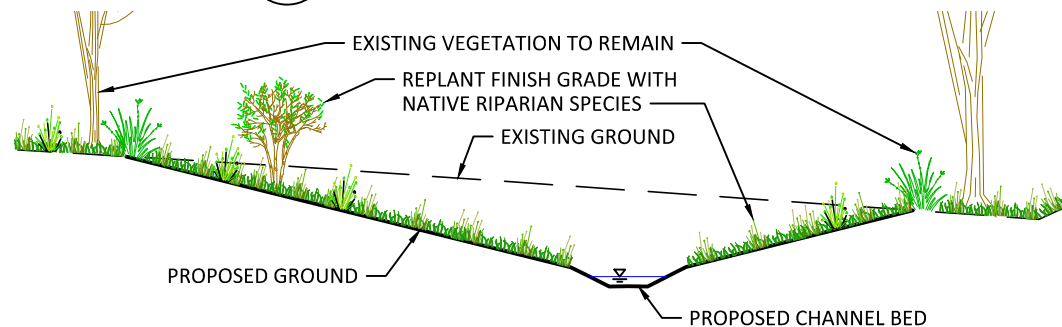 EXISTING VEGETATION TO REMAIN
REPLANT FINISH GRADE WITH
NATIVE RIPARIAN SPECIES
EXISTING GROUND
PROPOSED GROUND
PROPOSED CHANNEL BED